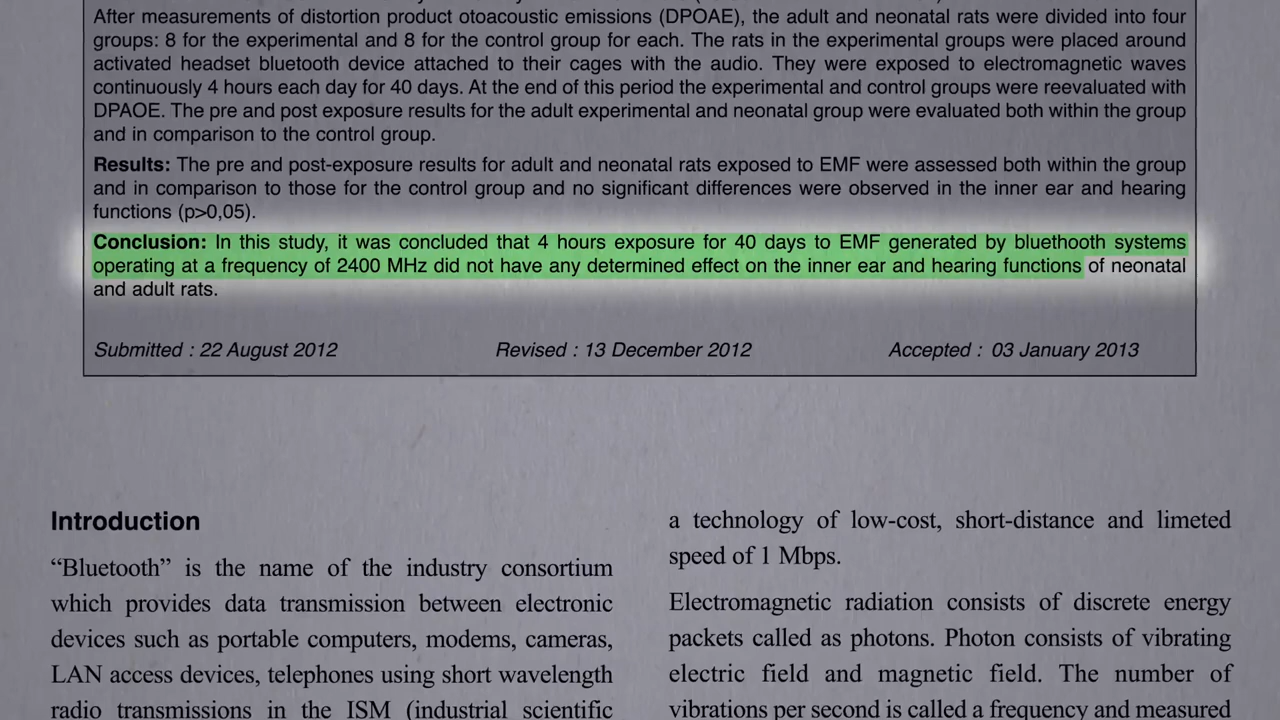 After measurements of distortion product otoacoustic emissions (DPOAE), the adult and neonatal rats were divided into four
groups: 8 for the experimental and 8 for the control group for each. The rats in the experimental groups were placed around
activated headset bluetooth device attached to their cages with the audio. They were exposed to electromagnetic waves
continuously 4 hours each day for 40 days. At the end of this period the experimental and control groups were reevaluated with
DPAOE. The pre and post exposure results for the adult experimental and neonatal group were evaluated both within the group
and in comparison to the control group.
Results: The pre and post-exposure results for adult and neonatal rats exposed to EMF were assessed both within the group
and in comparison to those for the control group and no significant differences were observed in the inner ear and hearing
functions (p>0,05).
Conclusion: In this study, it was concluded that 4 hours exposure for 40 days to EMF generated by bluethooth systems
operating at a frequency of 2400 MHz did not have any determined effect on the inner ear and hearing functions of neonatal
and adult rats.
Submitted : 22 August 2012 Revised : 13 December 2012 Accepted : 03 January 2013
Introduction
“Bluetooth” is the name of the industry consortium
which provides data transmission between electronic
devices such as portable computers, modems, cameras,
LAN access devices, telephones using short wavelength
radio transmissions in the ISM (industrial scientific
a technology of low-cost, short-distance and limeted
speed of 1 Mbps.
Electromagnetic radiation consists of discrete energy
packets called as photons. Photon consists of vibrating
electric field and magnetic field. The number of
vibrations per second is called a frequency and measured